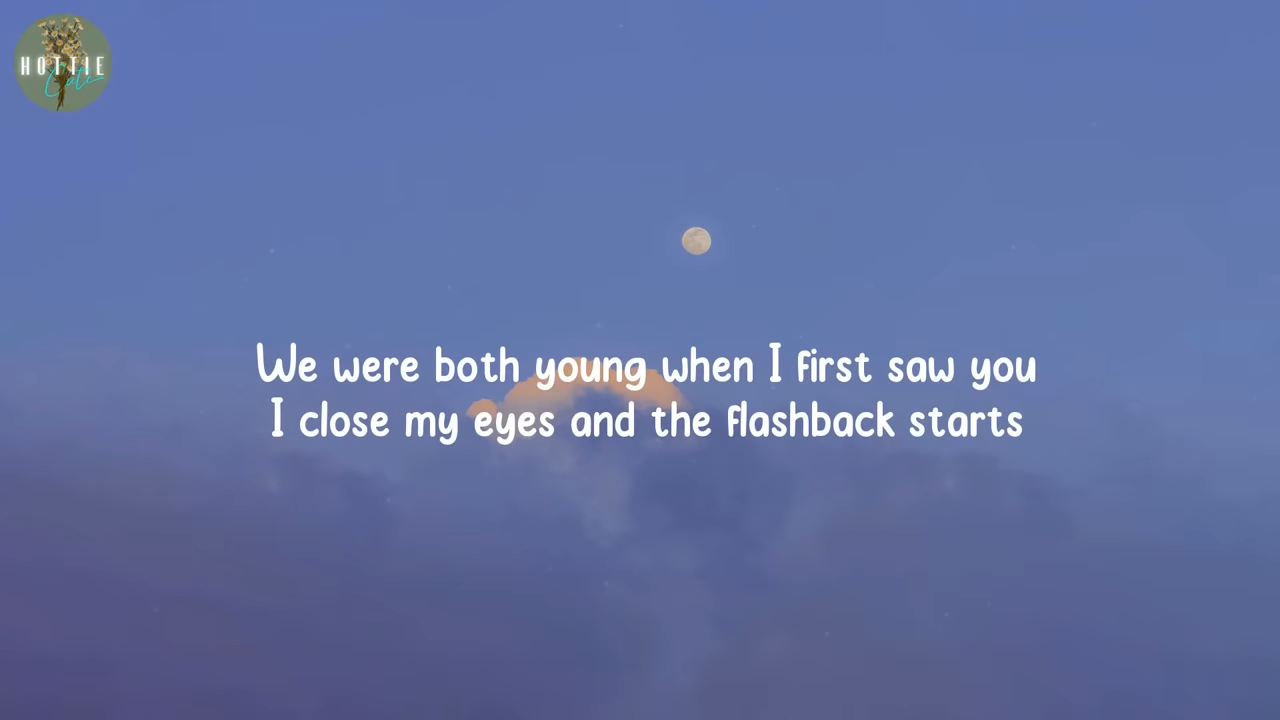 HOTTIE
Cute
We were both young when I first saw you
I close my eyes and the flashback starts